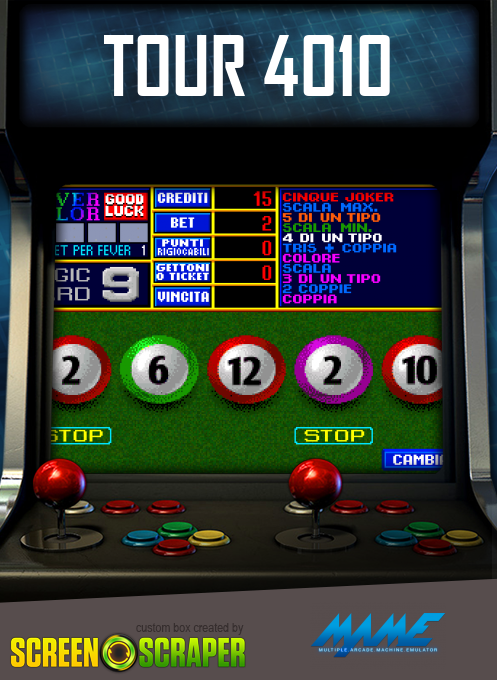 TOUR 4010
VER
LOR
GOOD
LUCK
ET PER FEVER 1
GIC
RD 9
CREDITI 15
BET 2
PUNTI
RIGIOCABILI 0
GETTONI
O TICKET 0
VINCITA
CINQUE JOKER
SCALA MAX.
5 DI UN TIPO
SCALA MIN.
4 DI UN TIPO
TRIS + COPPIA
COLORE
SCALA
3 DI UN TIPO
2 COPPIE
COPPIA
2 6 12 2 10
STOP STOP
CAMBI
custom box created by
SCREEN SCRAPER
MAME
MULTIPLE ARCADE MACHINE EMULATOR